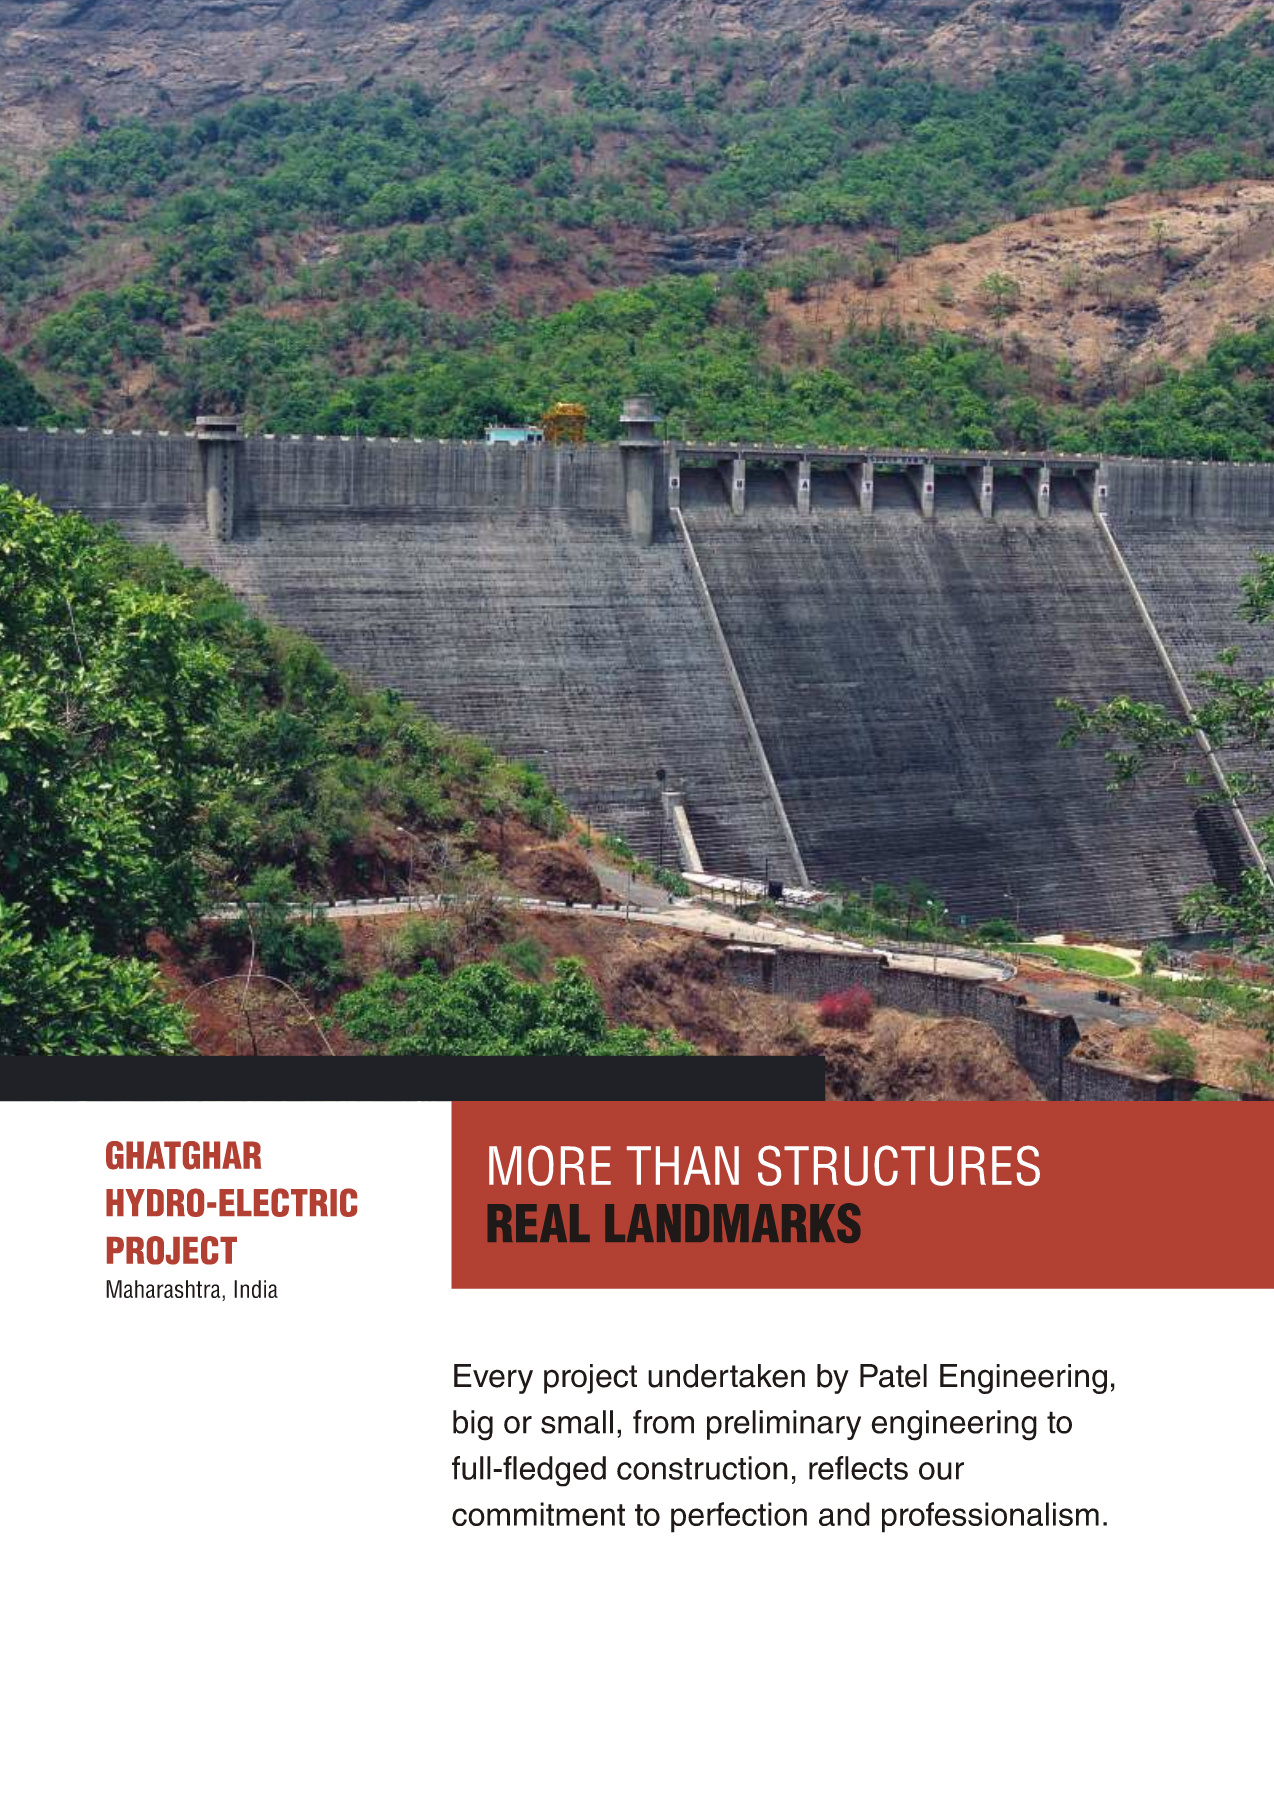 GHATGHAR
HYDRO-ELECTRIC
PROJECT
Maharashtra, India
MORE THAN STRUCTURES
REAL LANDMARKS
Every project undertaken by Patel Engineering,
big or small, from preliminary engineering to
full-fledged construction, reflects our
commitment to perfection and professionalism.